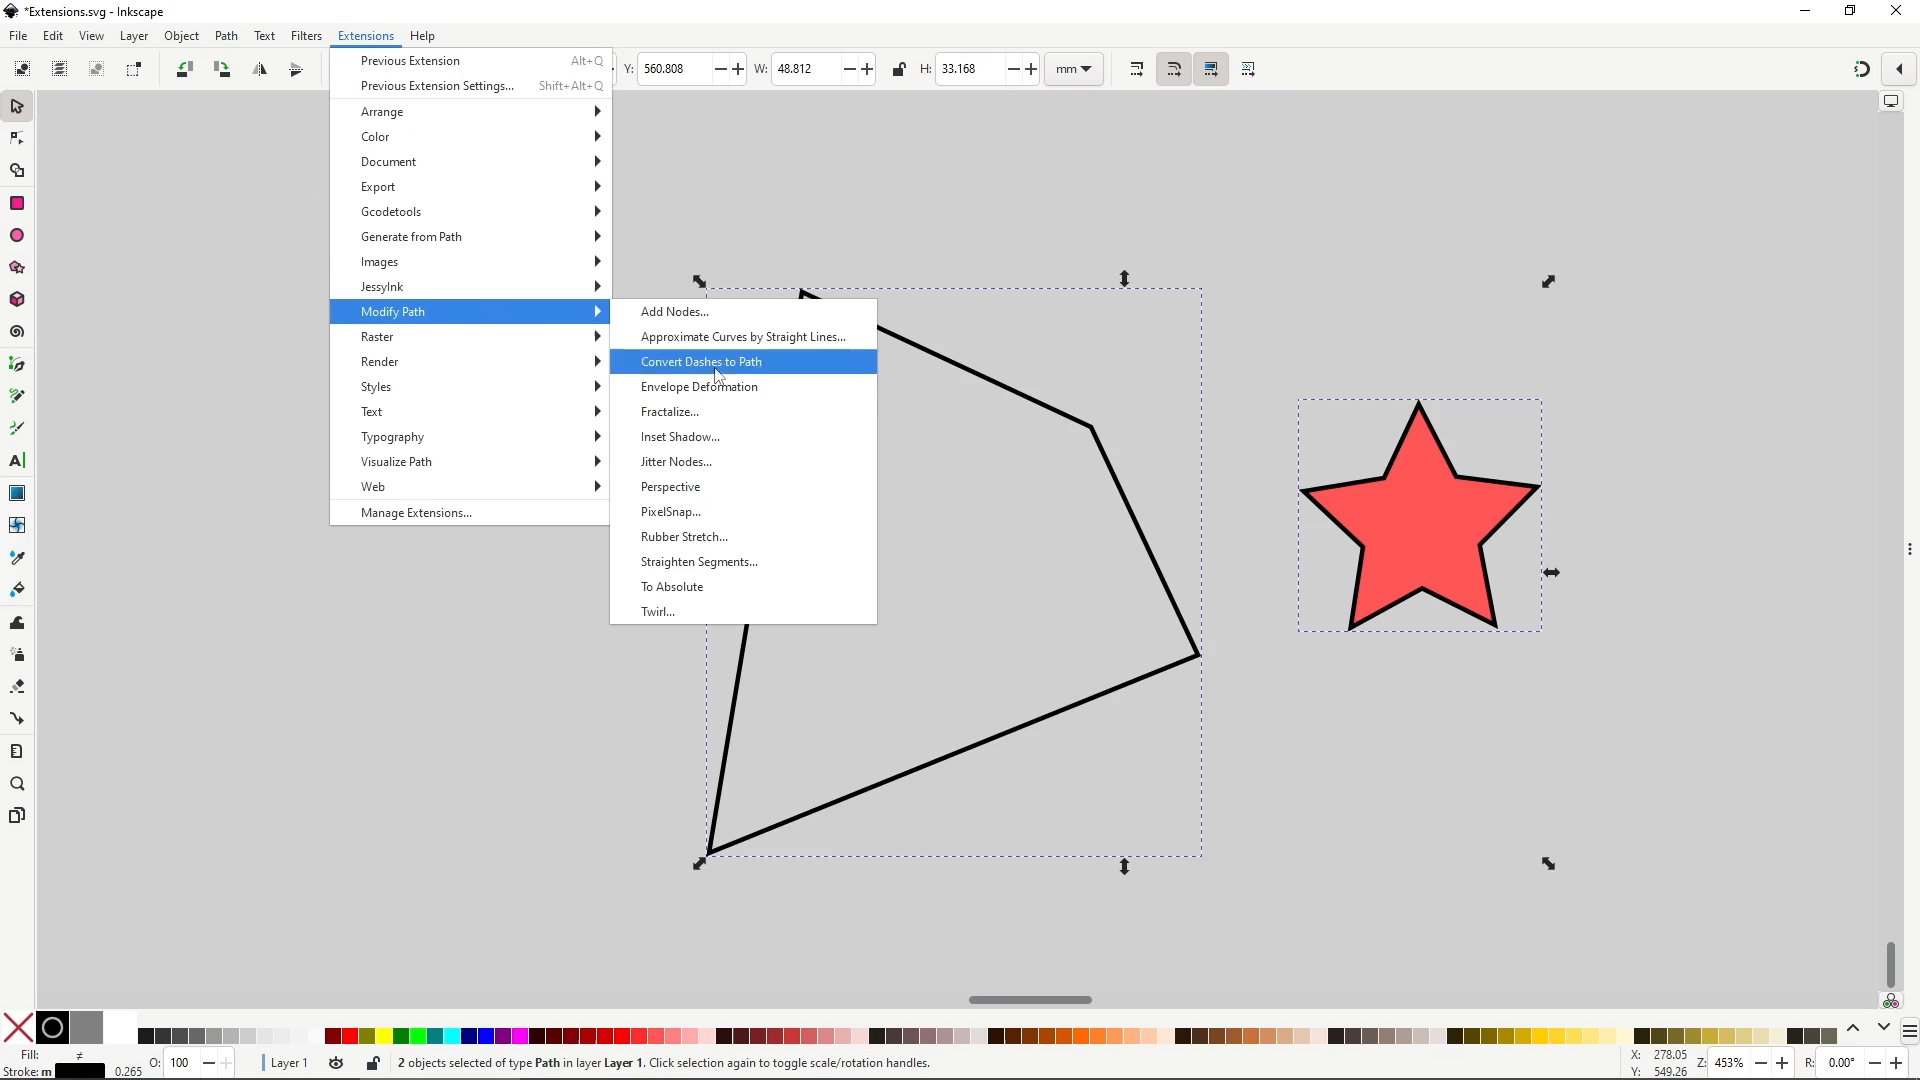 *Extensions.svg - Inkscape
File Edit View Layer Object Path Text Filters Extensions Help
Y: 560.808 W: 48.812 H: 33.168 mm
Previous Extension Alt+Q
Previous Extension Settings... Shift+Alt+Q
Arrange
Color
Document
Export
Gcodetools
Generate from Path
Images
JessyInk
Modify Path
Raster
Render
Styles
Text
Typography
Visualize Path
Web
Manage Extensions...
Add Nodes...
Approximate Curves by Straight Lines...
Convert Dashes to Path
Envelope Deformation
Fractalize...
Inset Shadow...
Jitter Nodes...
Perspective
PixelSnap...
Rubber Stretch...
Straighten Segments...
To Absolute
Twirl...
Fill: ≠
Stroke: m 0.265
O: 100
Layer 1
2 objects selected of type Path in layer Layer 1. Click selection again to toggle scale/rotation handles.
X: 278.05
Y: 549.26
Z: 453%
R: 0.00°